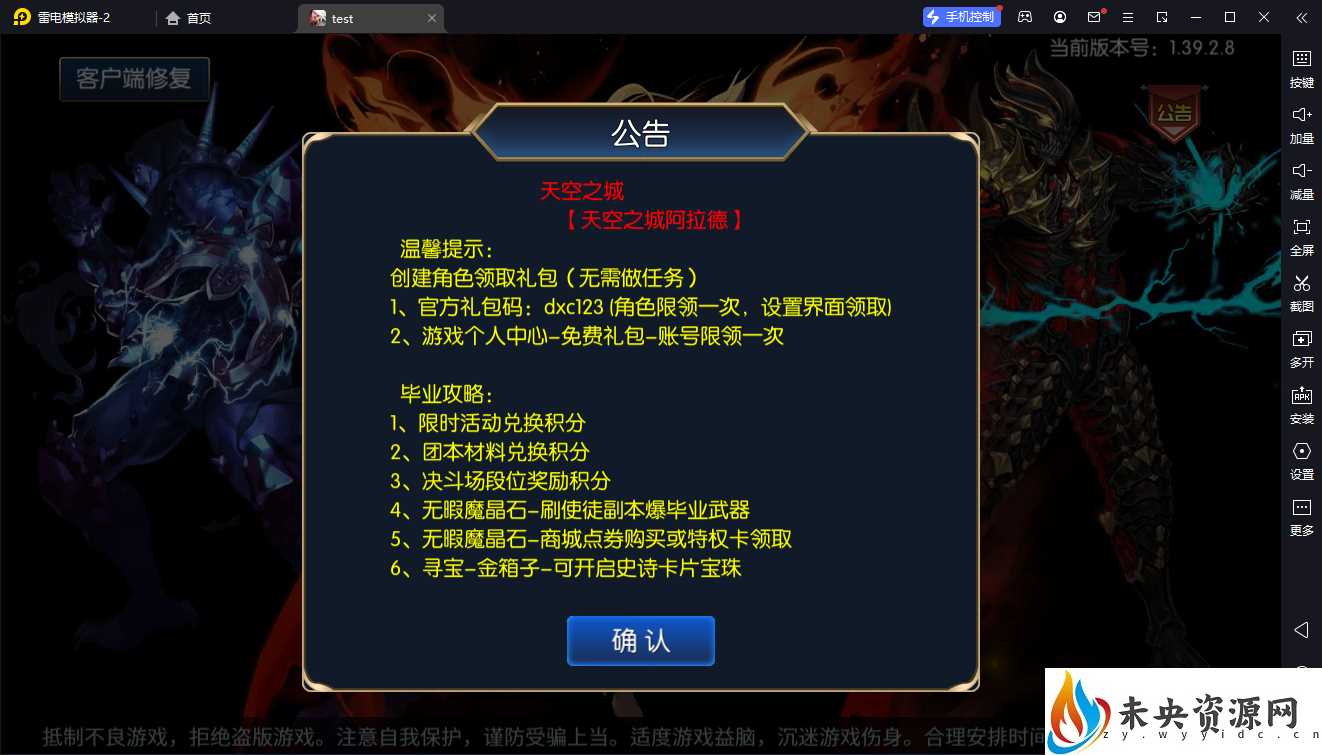 雷电模拟器-2
首页
test
手机控制
当前版本号：1.39.2.8
客户端修复
公告
公告
天空之城
【天空之城阿拉德】
温馨提示：
创建角色领取礼包（无需做任务）
1、官方礼包码：dxc123 (角色限领一次，设置界面领取)
2、游戏个人中心-免费礼包-账号限领一次
毕业攻略：
1、限时活动兑换积分
2、团本材料兑换积分
3、决斗场段位奖励积分
4、无暇魔晶石-刷使徒副本爆毕业武器
5、无暇魔晶石-商城点券购买或特权卡领取
6、寻宝-金箱子-可开启史诗卡片宝珠
确认
抵制不良游戏，拒绝盗版游戏。注意自我保护，谨防受骗上当。适度游戏益脑，沉迷游戏伤身。合理安排时间
按键
加量
减量
全屏
截图
多开
APK
安装
设置
更多
未央资源网
zy.wyyidc.cn